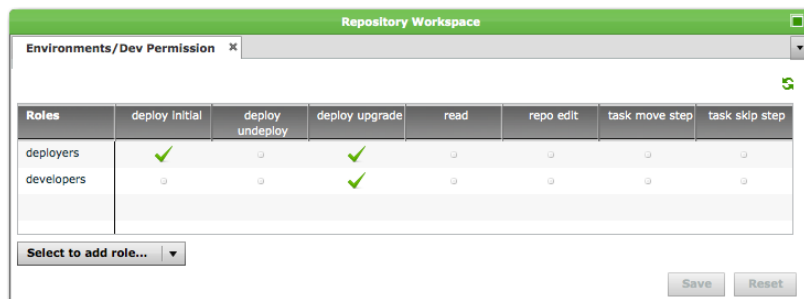 Repository Workspace
Environments/Dev Permission
Roles deploy initial deploy undeploy deploy upgrade read repo edit task move step task skip step
deployers
developers
Select to add role...
Save Reset